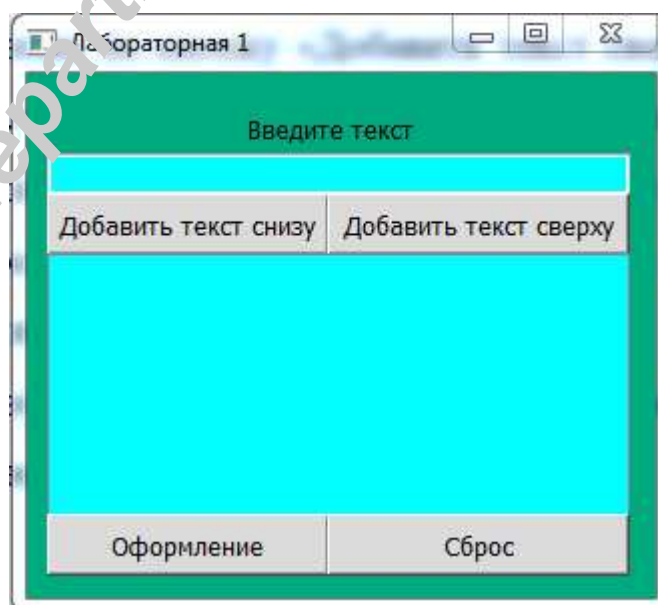 Лабораторная 1
Введите текст
Добавить текст снизу Добавить текст сверху
Оформление Сброс